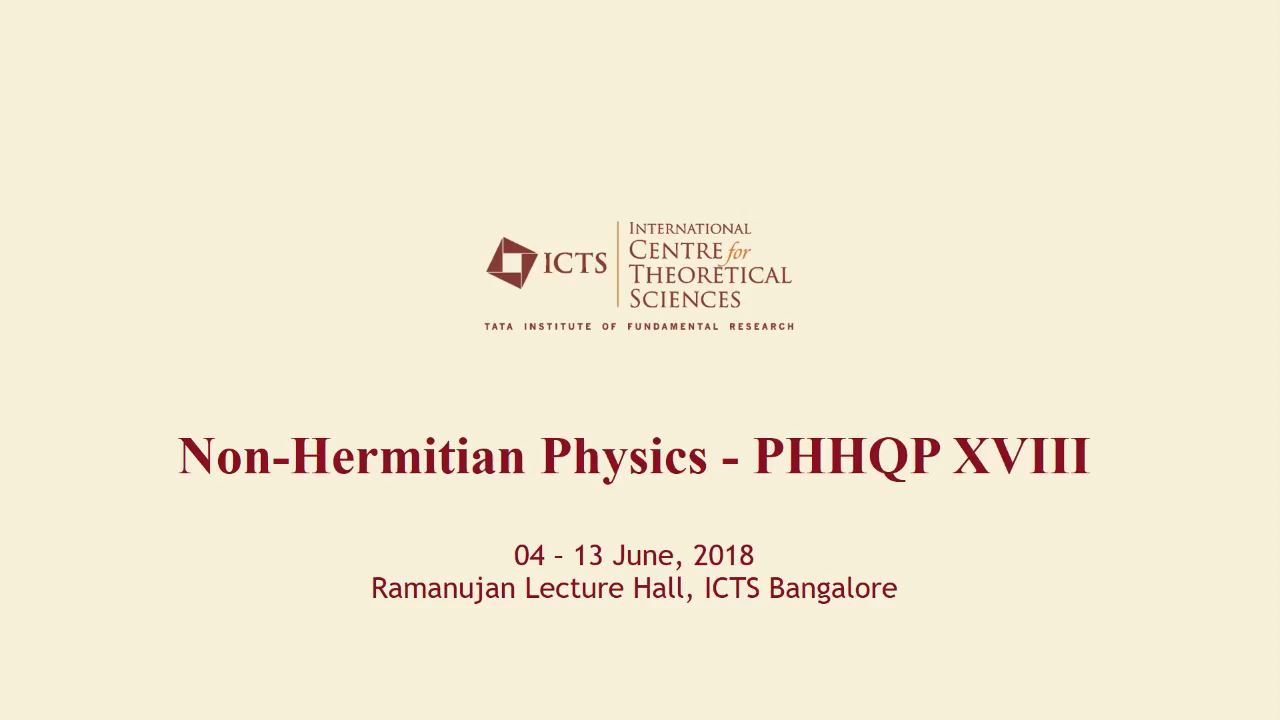 ICTS
INTERNATIONAL
CENTRE for
THEORETICAL
SCIENCES
TATA INSTITUTE OF FUNDAMENTAL RESEARCH
Non-Hermitian Physics - PHHQP XVIII
04 – 13 June, 2018
Ramanujan Lecture Hall, ICTS Bangalore